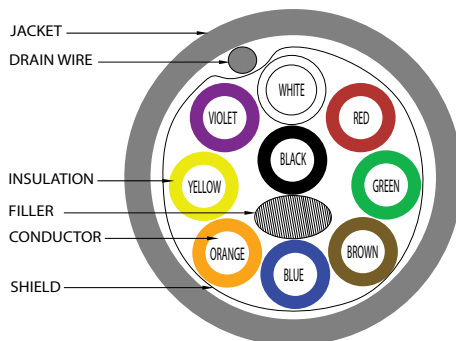 JACKET
DRAIN WIRE
INSULATION
FILLER
CONDUCTOR
SHIELD
WHITE
VIOLET
RED
BLACK
YELLOW
GREEN
ORANGE
BROWN
BLUE